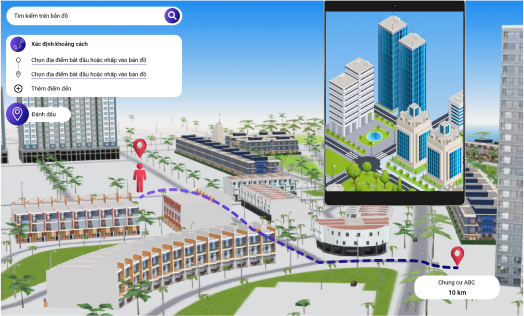 Tìm kiếm trên bản đồ
Xác định khoảng cách
Chọn địa điểm bắt đầu hoặc nhấp vào bản đồ
Chọn địa điểm bắt đầu hoặc nhấp vào bản đồ
Thêm điểm đến
Đánh dấu
Chung cư ABC
10 km